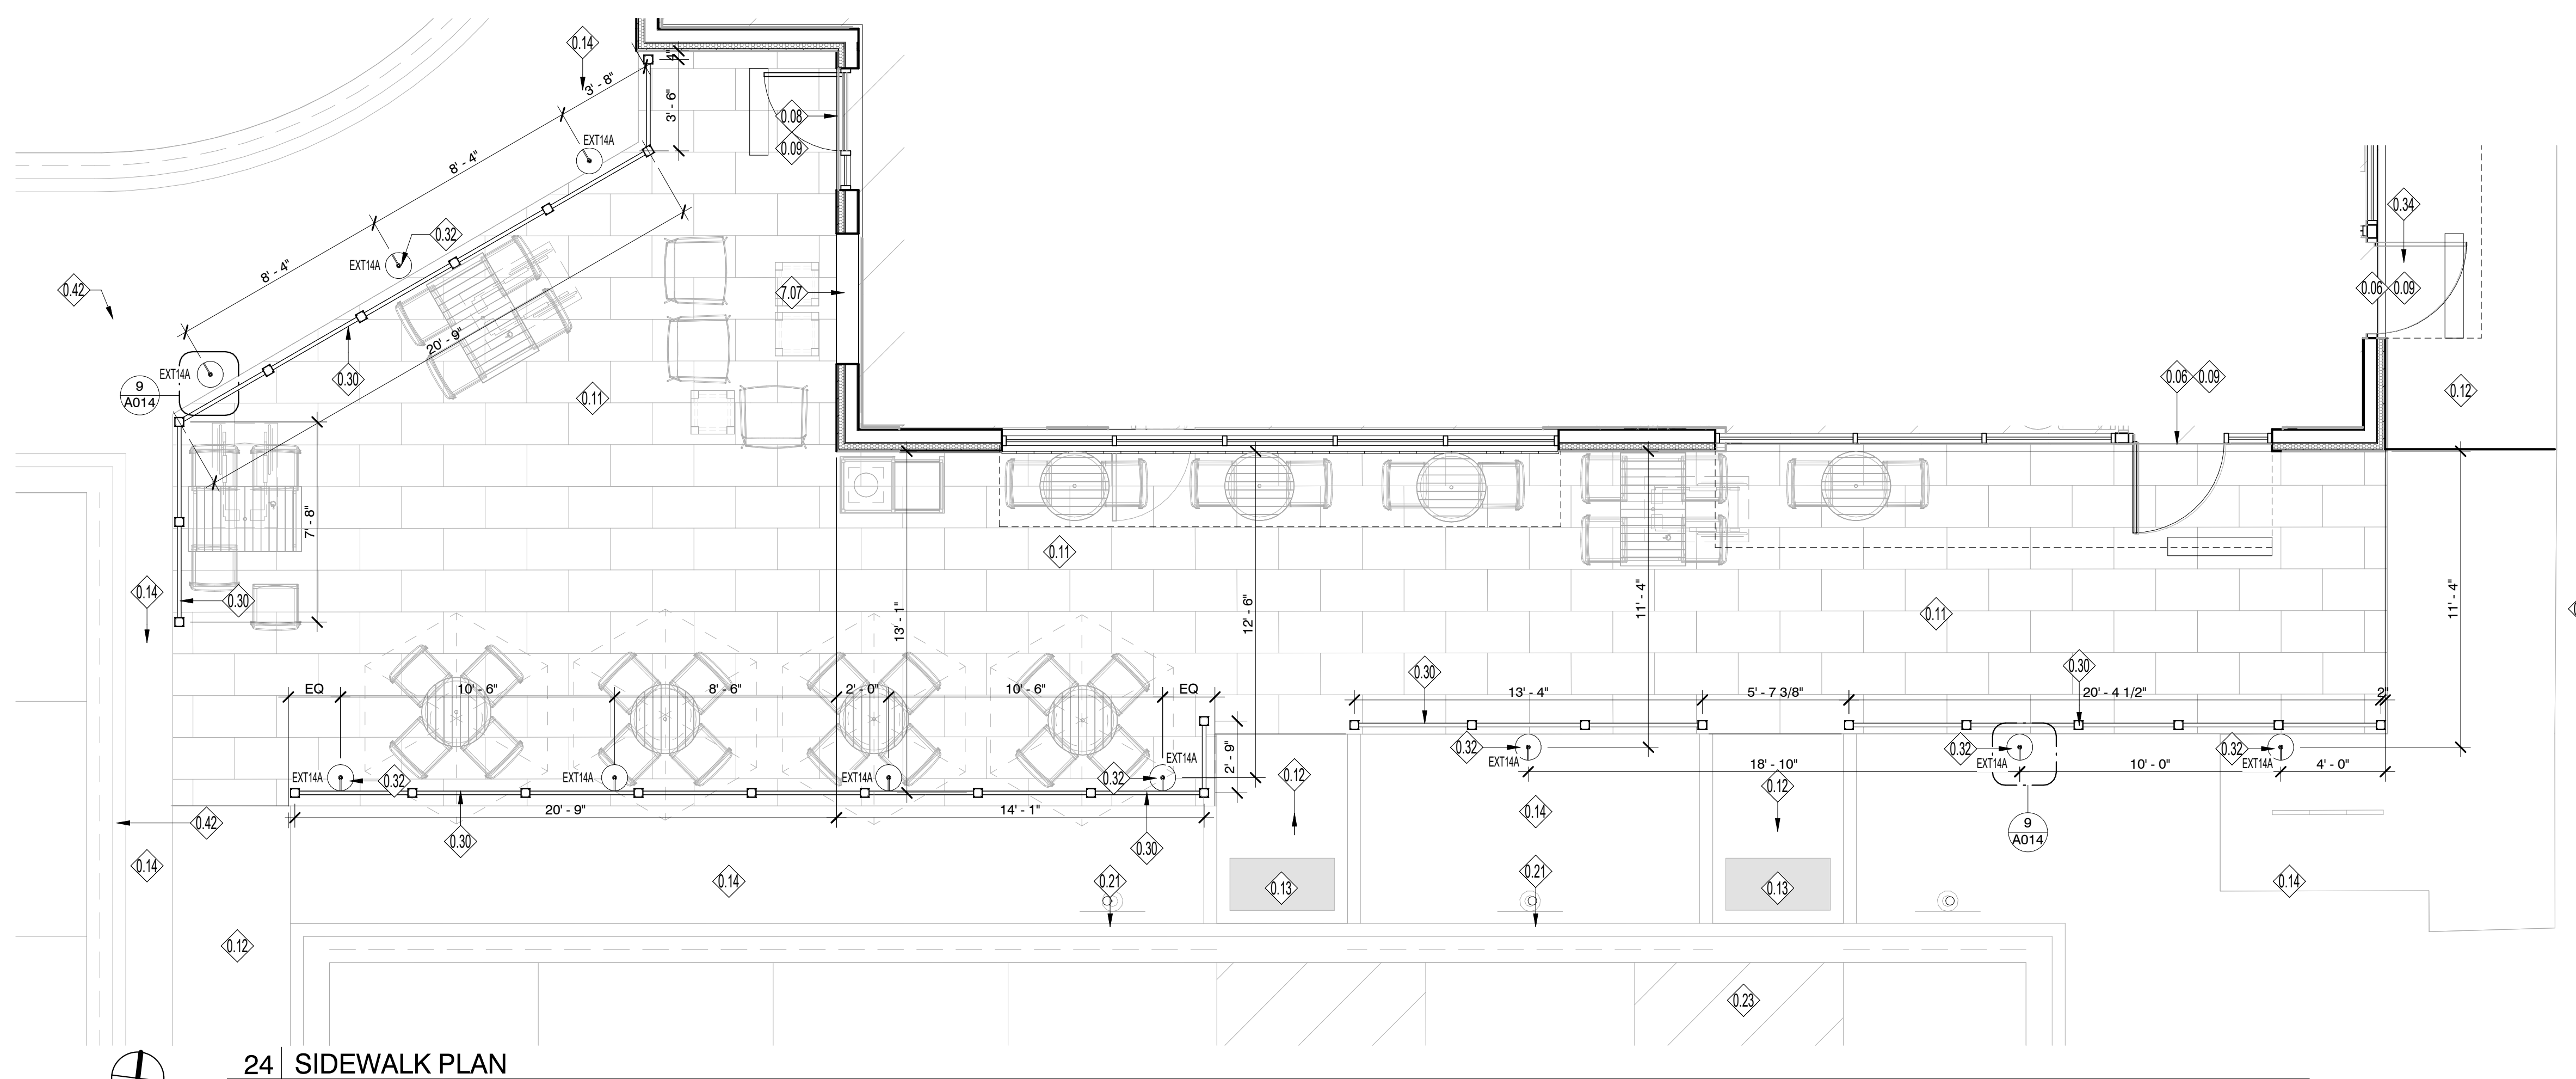 0.14
4"
3' - 8"
3' - 6"
0.08
EXT14A
0.09
8' - 4"
0.34
0.32
EXT14A
8' - 4"
0.42
7.07
0.06
0.09
20' - 9"
EXT14A
0.30
0.06
0.09
9
A014
0.11
0.12
7' - 8"
0.11
13' - 1"
12' - 6"
11' - 4"
11' - 4"
0.14
0.30
0.11
0.30
0.30
EQ
10' - 6"
8' - 6"
2' - 0"
10' - 6"
EQ
13' - 4"
5' - 7 3/8"
20' - 4 1/2"
2"
2' - 9"
0.32
0.32
0.32
EXT14A
EXT14A
EXT14A
EXT14A
EXT14A
EXT14A
EXT14A
0.32
0.32
0.12
18' - 10"
10' - 0"
4' - 0"
0.12
20' - 9"
14' - 1"
0.14
0.42
0.30
0.30
9
A014
0.14
0.14
0.21
0.21
0.13
0.13
0.14
0.12
0.23
24 SIDEWALK PLAN